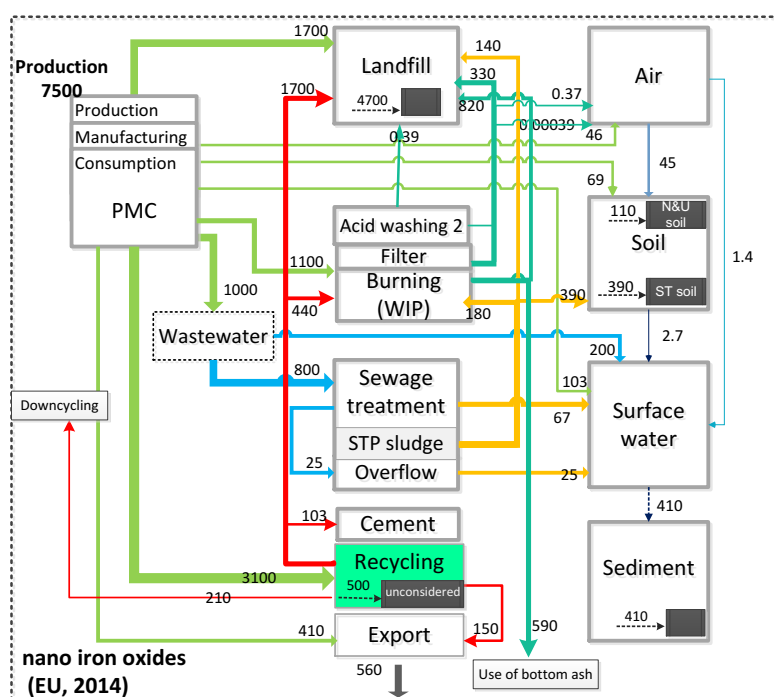 1700
140
Production
7500
Landfill
330
1700
4700
820
Air
0.37
0.00039
46
Production
Manufacturing
Consumption
PMC
0.39
45
69
110
N&U
soil
Soil
390
ST soil
1.4
Acid washing 2
Filter
Burning
(WIP)
1100
1000
440
180
390
Wastewater
2.7
200
800
Sewage
treatment
103
67
Surface
water
Downcycling
STP sludge
25
Overflow
25
103
Cement
410
Recycling
3100
500
unconsidered
210
Sediment
410
410
Export
150
590
nano iron oxides
(EU, 2014)
560
Use of bottom ash